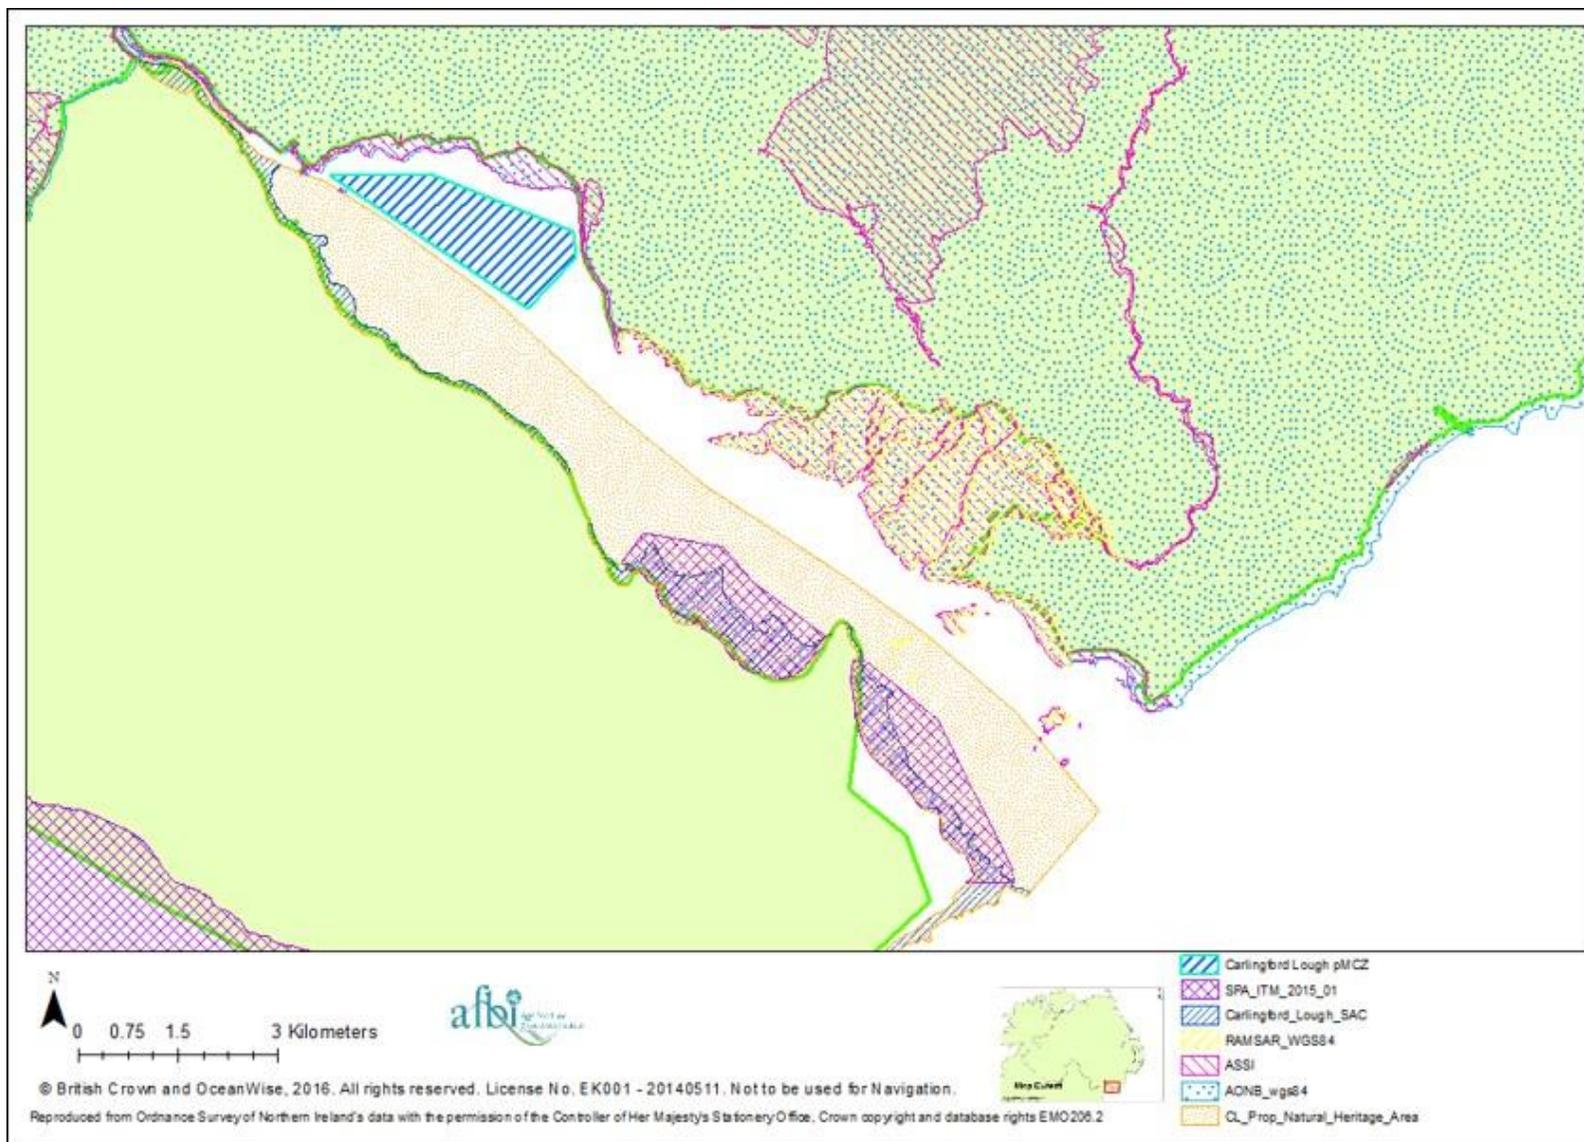 N
0 0.75 1.5 3 Kilometers
afbi
Map Extent
Carlingford Lough pMCZ
SPA_ITM_2015_01
Carlingford_Lough_SAC
RAMSAR_WGS84
ASSI
AONB_wgs84
CL_Prop_Natural_Heritage_Area
© British Crown and OceanWise, 2016. All rights reserved. License No. EK001 - 20140511. Not to be used for Navigation.
Reproduced from Ordnance Survey of Northern Ireland's data with the permission of the Controller of Her Majesty's Stationery Office, Crown copyright and database rights EMO206.2